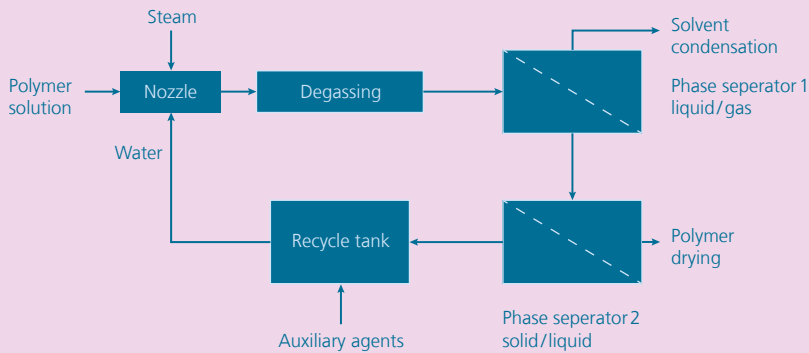 Steam
Solvent
condensation
Polymer
solution
Nozzle
Degassing
Phase seperator 1
liquid/gas
Water
Recycle tank
Polymer
drying
Auxiliary agents
Phase seperator 2
solid/liquid